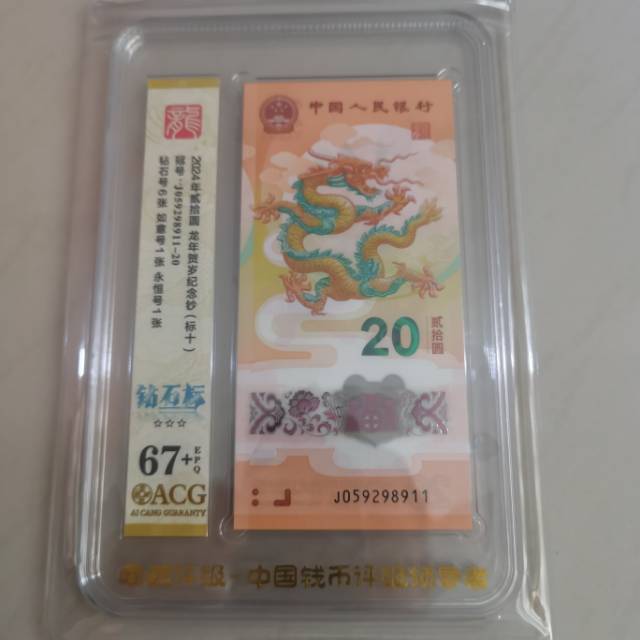 龍
2024年贰拾圆 龙年贺岁纪念钞（标十）
冠号：J059298911-20
钻石号6张 如意号1张 永恒号1张
钻石标
☆☆☆
67+ EPQ
ACG
AI CANG GUARANTY
中国人民银行
20
贰拾圆
J059298911
中国钱币评级领导者